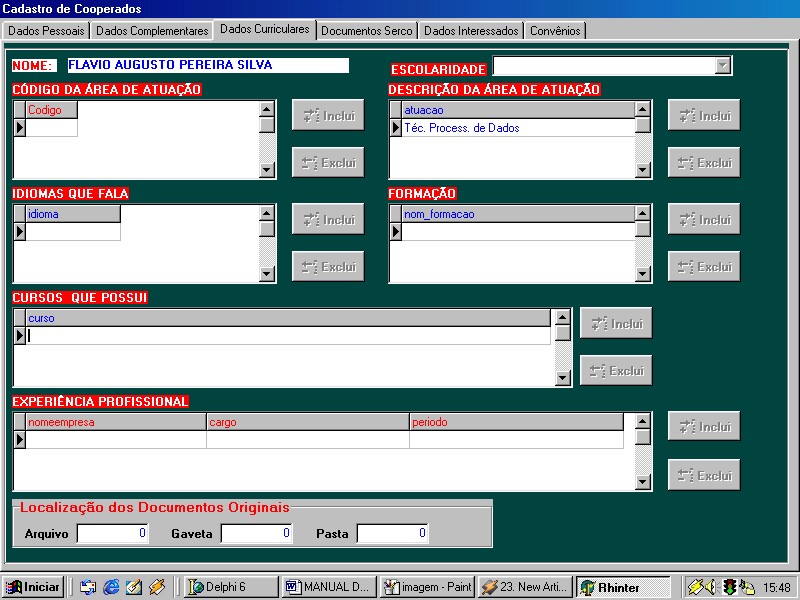 Cadastro de Cooperados
Dados Pessoais Dados Complementares Dados Curriculares Documentos Serco Dados Interessados Convênios
NOME: FLAVIO AUGUSTO PEREIRA SILVA ESCOLARIDADE
CÓDIGO DA ÁREA DE ATUAÇÃO DESCRIÇÃO DA ÁREA DE ATUAÇÃO
Codigo Inclui atuacao Inclui
Téc. Process. de Dados
Exclui Exclui
IDIOMAS QUE FALA FORMAÇÃO
idioma Inclui nom_formacao Inclui
Exclui Exclui
CURSOS QUE POSSUI
curso Inclui
Exclui
EXPERIÊNCIA PROFISSIONAL
nomeempresa cargo periodo Inclui
Exclui
Localização dos Documentos Originais
Arquivo 0 Gaveta 0 Pasta 0
Iniciar Delphi 6 MANUAL D... imagem - Paint 23. New Arti... Rhinter 15:48